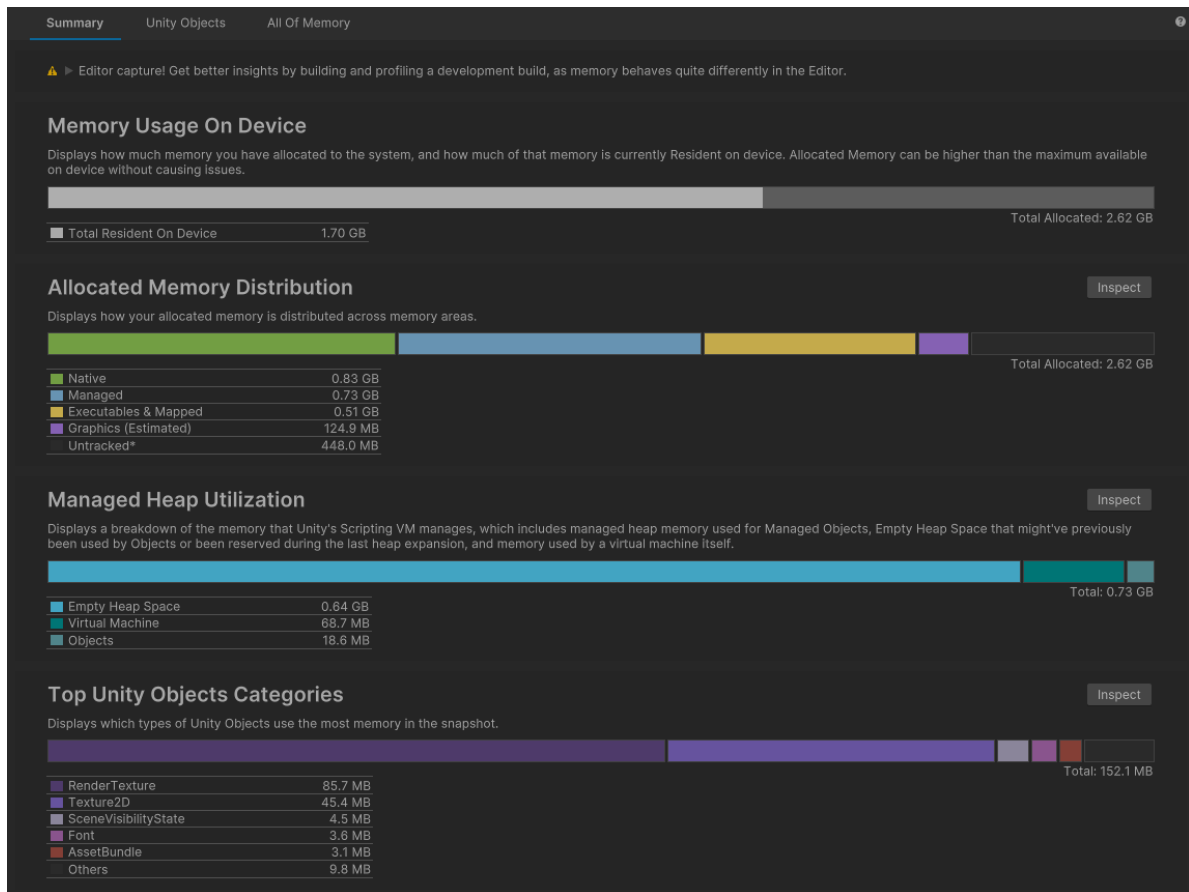 Summary Unity Objects All Of Memory
Editor capture! Get better insights by building and profiling a development build, as memory behaves quite differently in the Editor.
Memory Usage On Device
Displays how much memory you have allocated to the system, and how much of that memory is currently Resident on device. Allocated Memory can be higher than the maximum available
on device without causing issues.
Total Allocated: 2.62 GB
Total Resident On Device 1.70 GB
Allocated Memory Distribution Inspect
Displays how your allocated memory is distributed across memory areas.
Total Allocated: 2.62 GB
Native 0.83 GB
Managed 0.73 GB
Executables & Mapped 0.51 GB
Graphics (Estimated) 124.9 MB
Untracked* 448.0 MB
Managed Heap Utilization Inspect
Displays a breakdown of the memory that Unity's Scripting VM manages, which includes managed heap memory used for Managed Objects, Empty Heap Space that might've previously
been used by Objects or been reserved during the last heap expansion, and memory used by a virtual machine itself.
Total: 0.73 GB
Empty Heap Space 0.64 GB
Virtual Machine 68.7 MB
Objects 18.6 MB
Top Unity Objects Categories Inspect
Displays which types of Unity Objects use the most memory in the snapshot.
Total: 152.1 MB
RenderTexture 85.7 MB
Texture2D 45.4 MB
SceneVisibilityState 4.5 MB
Font 3.6 MB
AssetBundle 3.1 MB
Others 9.8 MB